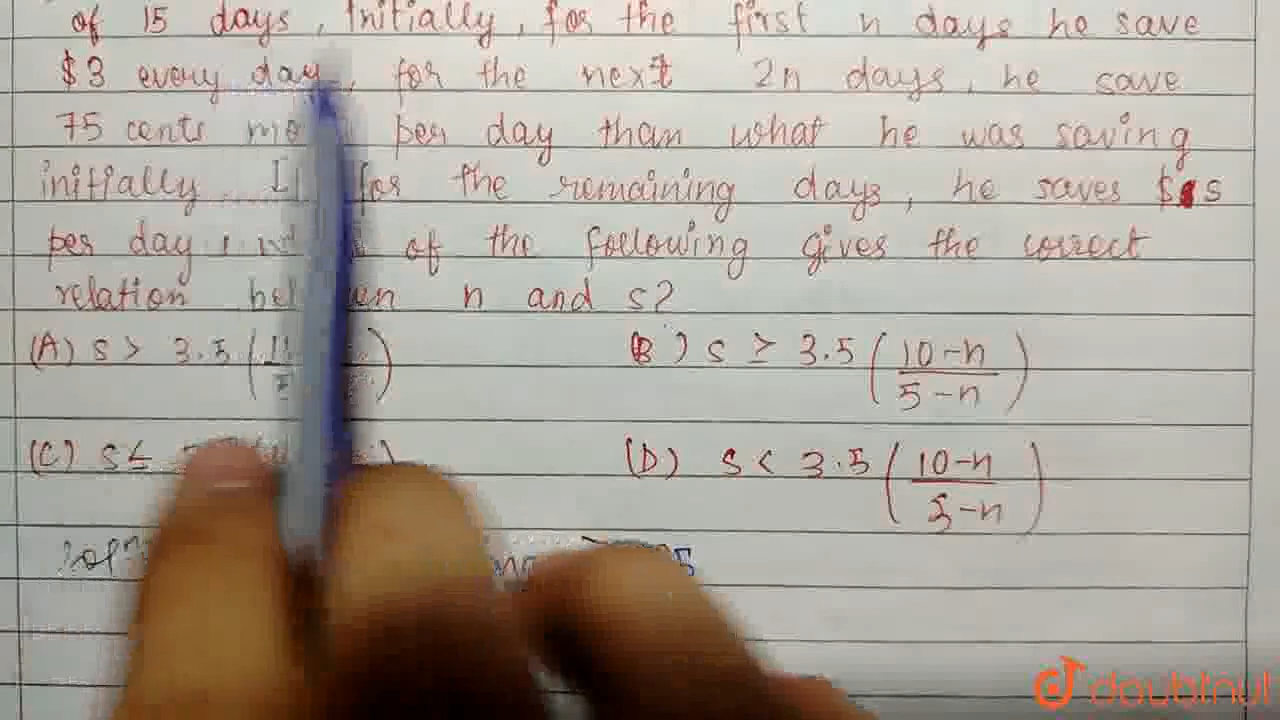 of 15 days, Initially, for the first n days he save
$3 every day, for the next 2n days, he save
75 cents per day than what he was saving
initially. for the remaining days, he saves $ s
per day, of the following gives the correct
relation n and s?
(A) s > 3.5 (B) s ≥ 3.5 (10-n / 5-n)
(C) s ≤ (D) s < 3.5 (10-n / 5-n)
doubtnut